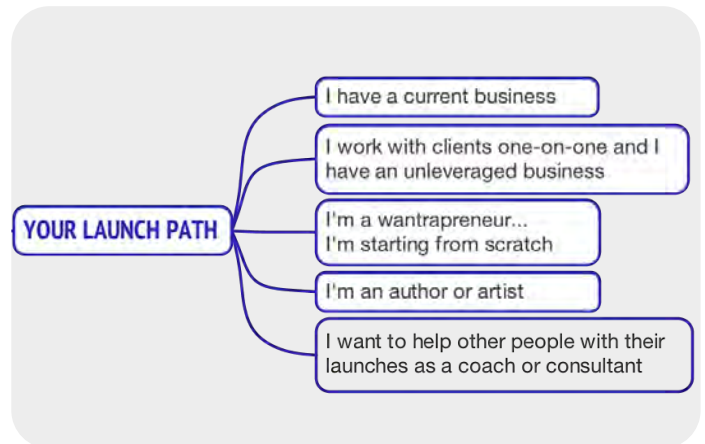 I have a current business
I work with clients one-on-one and I
have an unleveraged business
YOUR LAUNCH PATH
I'm a wantrapreneur...
I'm starting from scratch
I'm an author or artist
I want to help other people with their
launches as a coach or consultant